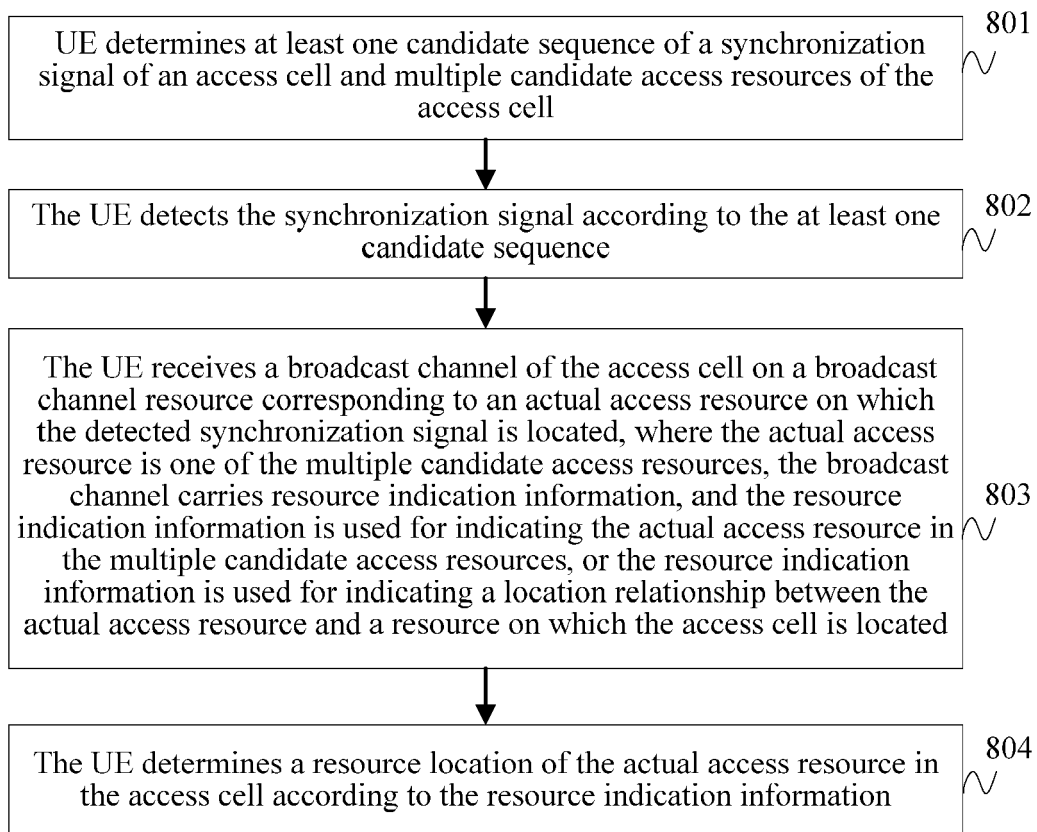 UE determines at least one candidate sequence of a synchronization
signal of an access cell and multiple candidate access resources of the
access cell
801
The UE detects the synchronization signal according to the at least one
candidate sequence
802
The UE receives a broadcast channel of the access cell on a broadcast
channel resource corresponding to an actual access resource on which
the detected synchronization signal is located, where the actual access
resource is one of the multiple candidate access resources, the broadcast
channel carries resource indication information, and the resource
indication information is used for indicating the actual access resource in
the multiple candidate access resources, or the resource indication
information is used for indicating a location relationship between the
actual access resource and a resource on which the access cell is located
803
The UE determines a resource location of the actual access resource in
the access cell according to the resource indication information
804